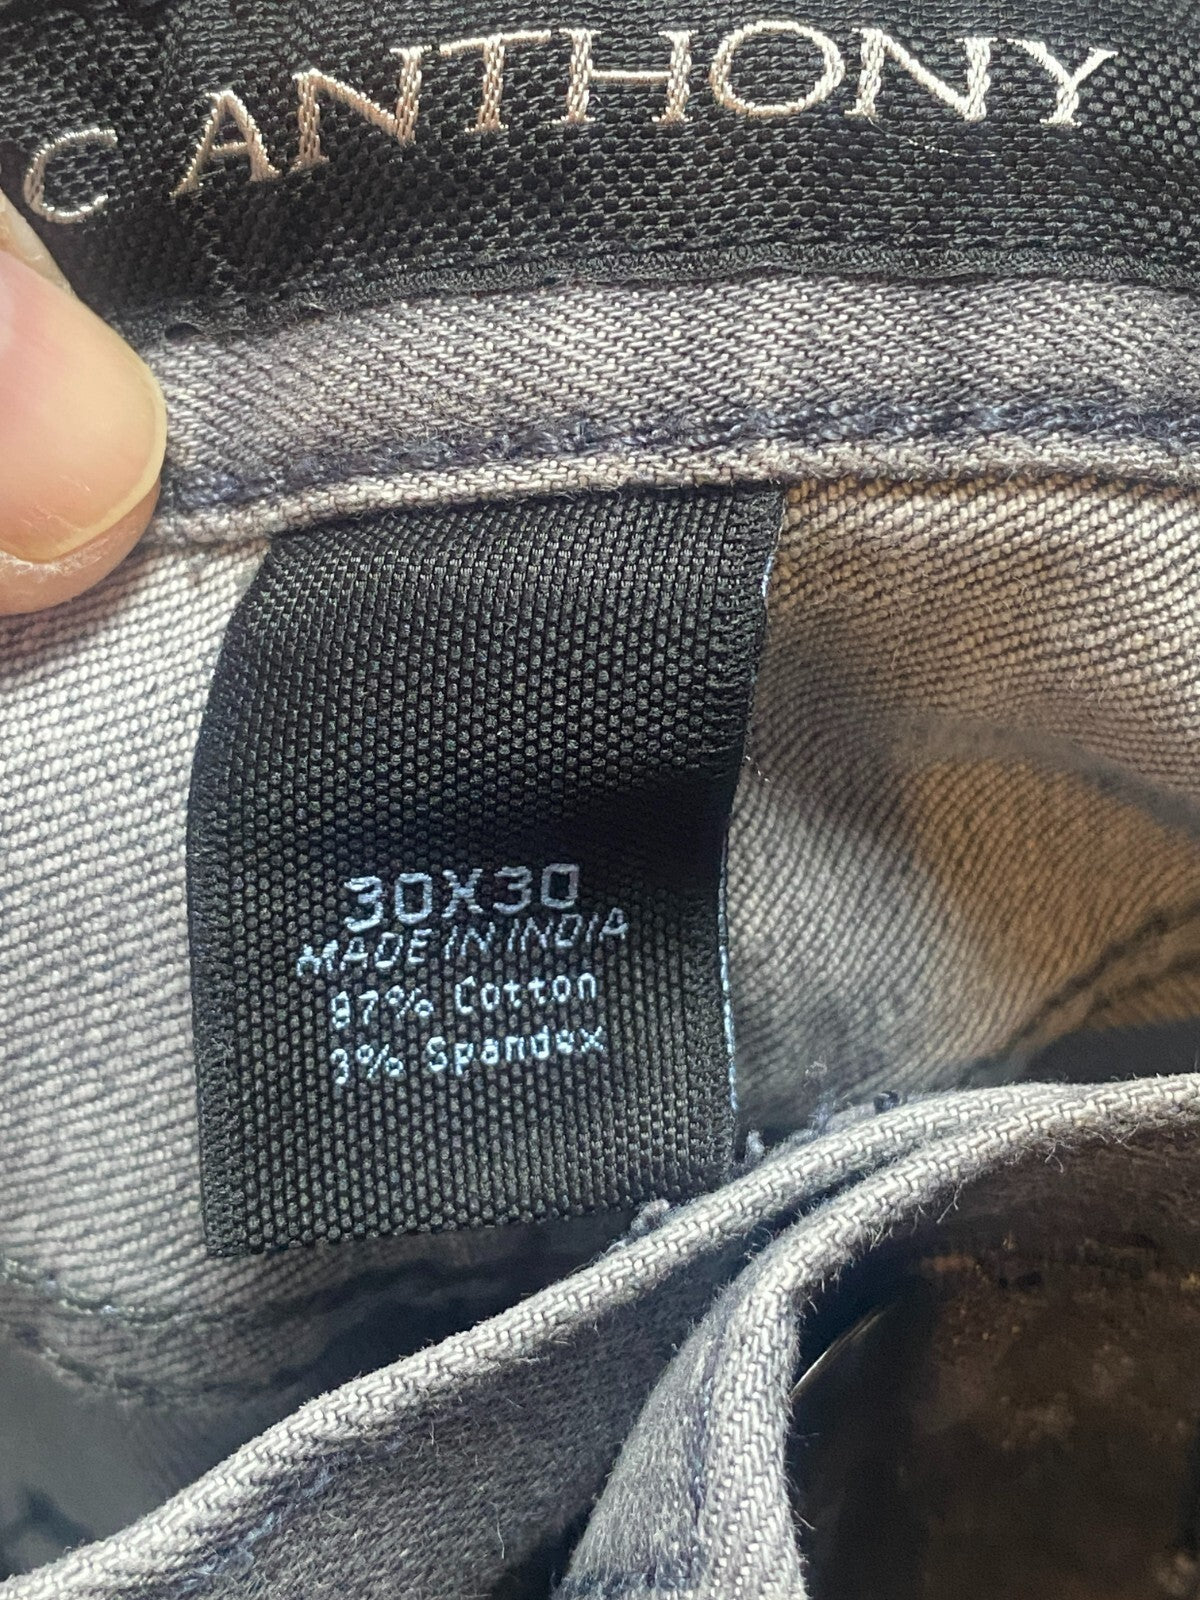 C ANTHONY
30X30
MADE IN INDIA
97% Cotton
3% Spandex